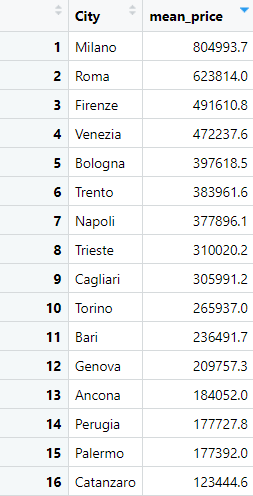 City mean_price
1 Milano 804993.7
2 Roma 623814.0
3 Firenze 491610.8
4 Venezia 472237.6
5 Bologna 397618.5
6 Trento 383961.6
7 Napoli 377896.1
8 Trieste 310020.2
9 Cagliari 305991.2
10 Torino 265937.0
11 Bari 236491.7
12 Genova 209757.3
13 Ancona 184052.0
14 Perugia 177727.8
15 Palermo 177392.0
16 Catanzaro 123444.6